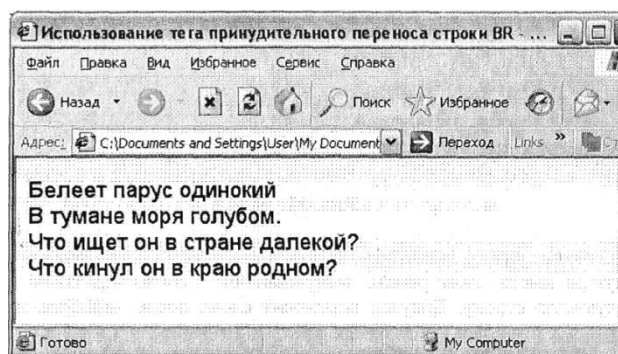 Использование тега принудительного переноса строки BR - ...
Файл Правка Вид Избранное Сервис Справка
Назад Поиск Избранное
Адрес: C:\Documents and Settings\User\My Document Переход Links »
Белеет парус одинокий
В тумане моря голубом.
Что ищет он в стране далекой?
Что кинул он в краю родном?
Готово My Computer